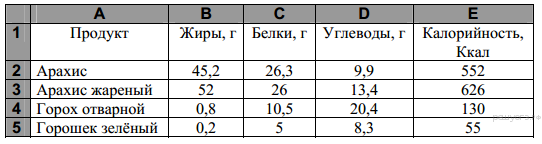 A B C D E
1 Продукт Жиры, г Белки, г Углеводы, г Калорийность, Ккал
2 Арахис 45,2 26,3 9,9 552
3 Арахис жареный 52 26 13,4 626
4 Горох отварной 0,8 10,5 20,4 130
5 Горошек зелёный 0,2 5 8,3 55